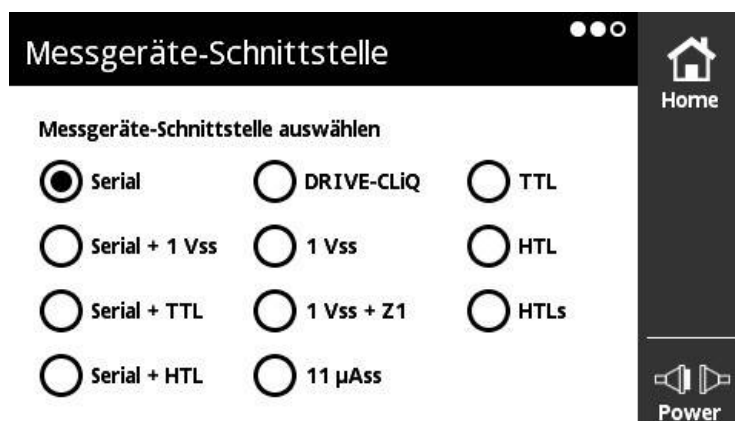 Messgeräte-Schnittstelle
Home
Messgeräte-Schnittstelle auswählen
Serial
DRIVE-CLiQ
TTL
Serial + 1 Vss
1 Vss
HTL
Serial + TTL
1 Vss + Z1
HTLs
Serial + HTL
11 µAss
Power